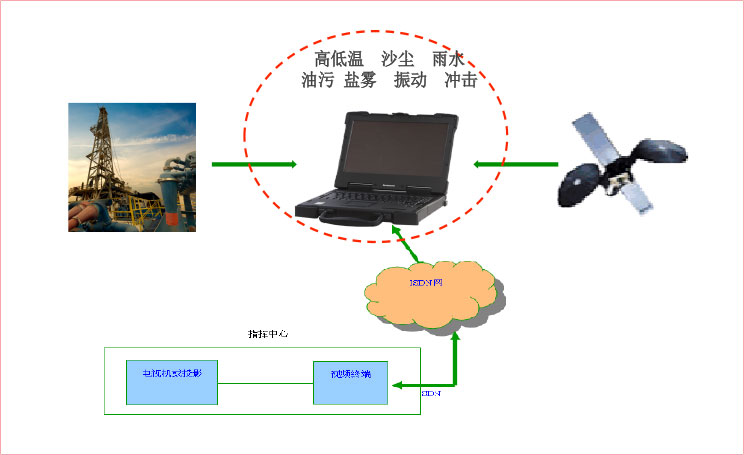 高低温 沙尘 雨水
油污 盐雾 振动 冲击
ISDN网
指挥中心
电视机或投影
视频终端
ISDN